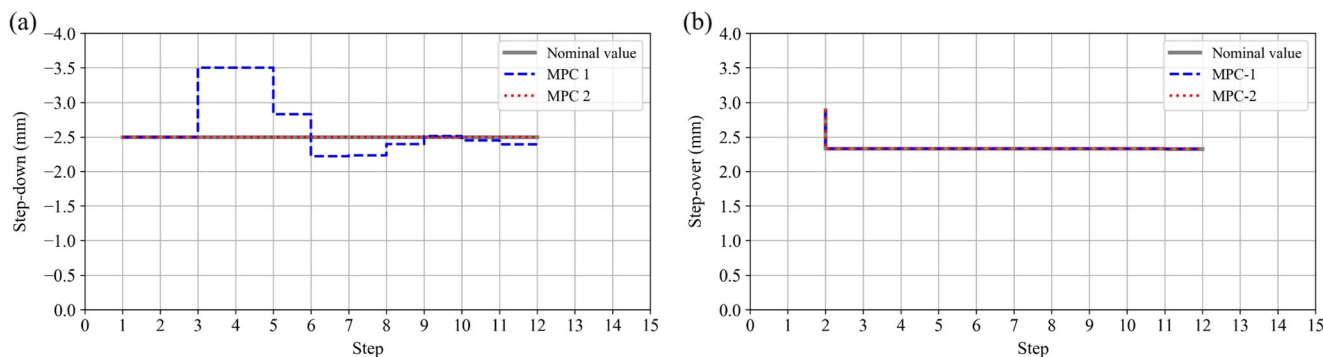 (a)
Step-down (mm)
−4.0
−3.5
−3.0
−2.5
−2.0
−1.5
−1.0
−0.5
0.0
0 1 2 3 4 5 6 7 8 9 10 11 12 13 14 15
Step
Nominal value
MPC 1
MPC 2
(b)
Step-over (mm)
4.0
3.5
3.0
2.5
2.0
1.5
1.0
0.5
0.0
0 1 2 3 4 5 6 7 8 9 10 11 12 13 14 15
Step
Nominal value
MPC-1
MPC-2